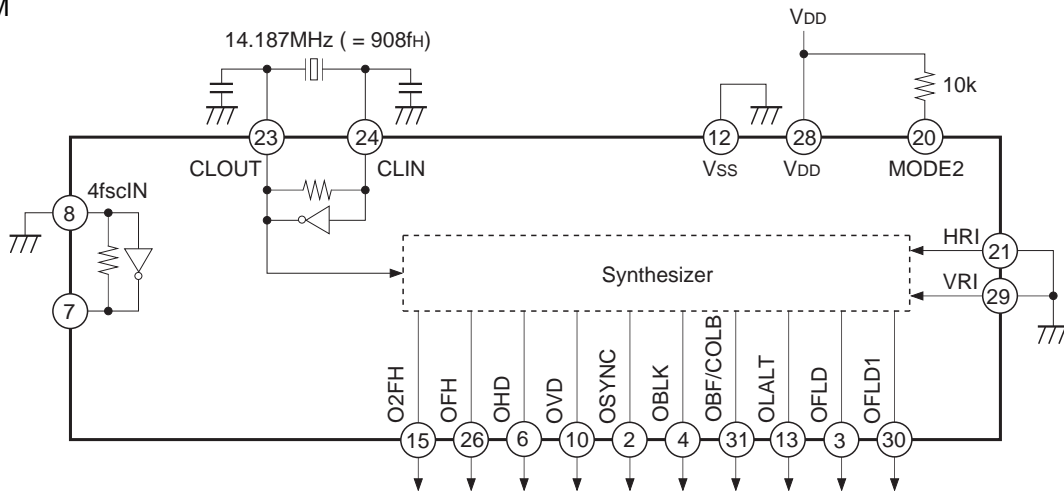 M
14.187MHz ( = 908fH)
VDD
10k
23
24
12
28
20
CLOUT
CLIN
VSS
VDD
MODE2
4fscIN
8
HRI
21
Synthesizer
VRI
29
7
O2FH
OFH
OHD
OVD
OSYNC
OBLK
OBF/COLB
OLALT
OFLD
OFLD1
15
26
6
10
2
4
31
13
3
30